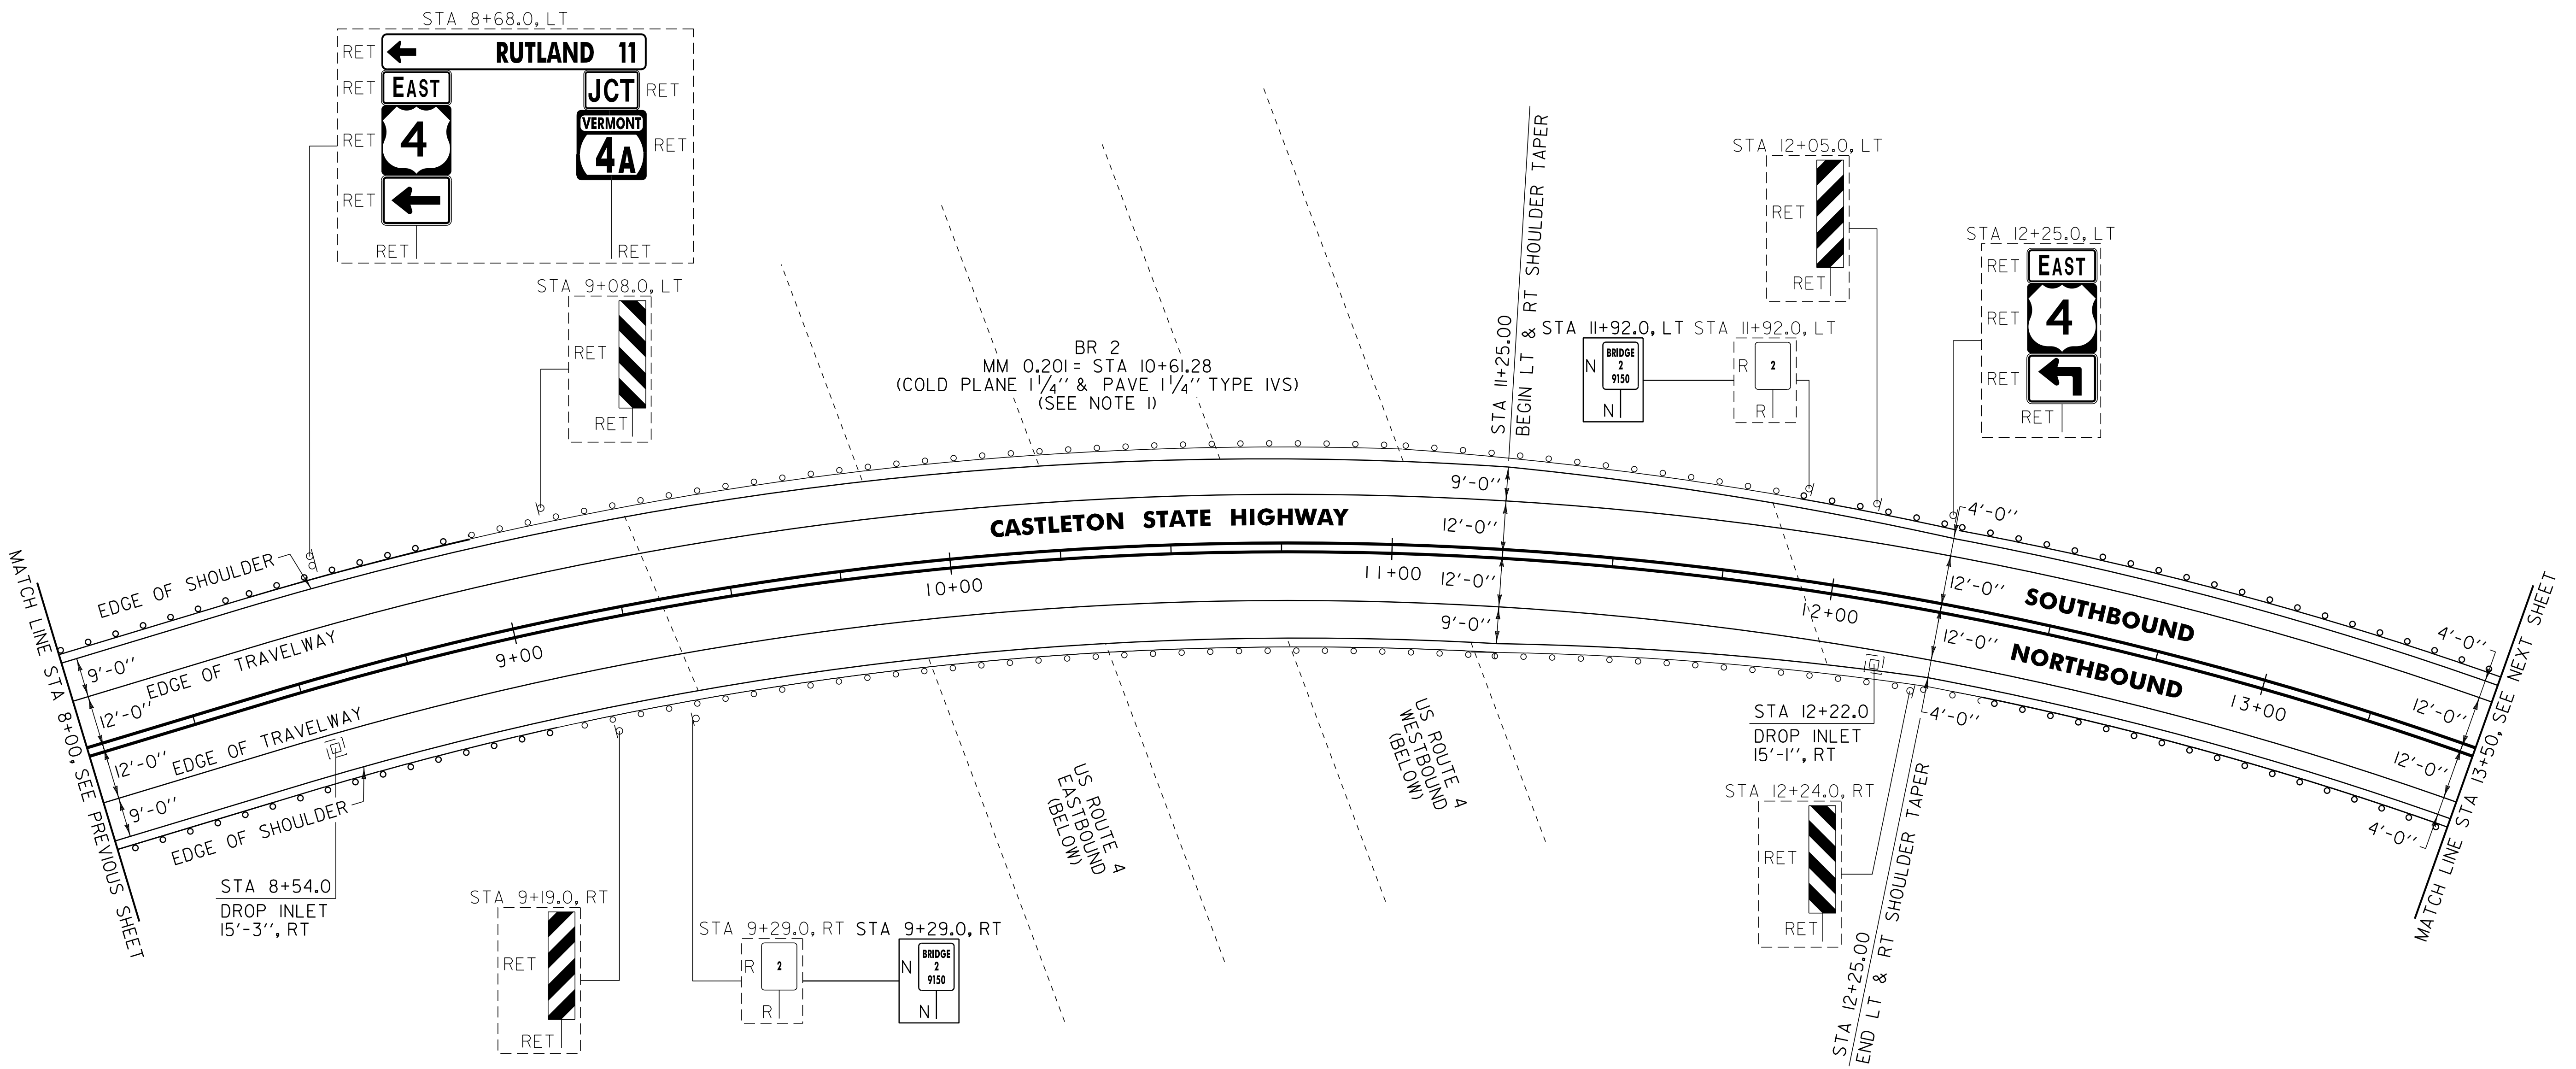 STA 8+68.0, LT
RET
RUTLAND 11
RET
EAST
JCT
RET
RET
4
VERMONT
4A
RET
RET
RET
RET
STA 9+08.0, LT
RET
RET
BR 2
MM 0.201 = STA 10+61.28
(COLD PLANE 1 1/4'' & PAVE 1 1/4'' TYPE IVS)
(SEE NOTE 1)
STA 11+25.00
BEGIN LT & RT SHOULDER TAPER
STA 11+92.0, LT
N
BRIDGE
2
9150
N
STA 11+92.0, LT
R
2
R
STA 12+05.0, LT
RET
RET
STA 12+25.0, LT
RET
EAST
RET
4
RET
RET
MATCH LINE STA 8+00, SEE PREVIOUS SHEET
EDGE OF SHOULDER
EDGE OF TRAVELWAY
EDGE OF TRAVELWAY
EDGE OF SHOULDER
9'-0''
12'-0''
12'-0''
9'-0''
CASTLETON STATE HIGHWAY
9+00
10+00
11+00
12+00
13+00
9'-0''
12'-0''
12'-0''
9'-0''
4'-0''
12'-0''
12'-0''
4'-0''
SOUTHBOUND
NORTHBOUND
4'-0''
12'-0''
12'-0''
4'-0''
MATCH LINE STA 13+50, SEE NEXT SHEET
STA 8+54.0
DROP INLET
15'-3'', RT
STA 9+19.0, RT
RET
RET
STA 9+29.0, RT
R
2
R
STA 9+29.0, RT
N
BRIDGE
2
9150
N
US ROUTE 4
EASTBOUND
(BELOW)
US ROUTE 4
WESTBOUND
(BELOW)
STA 12+22.0
DROP INLET
15'-1'', RT
STA 12+24.0, RT
RET
RET
STA 12+25.00
END LT & RT SHOULDER TAPER